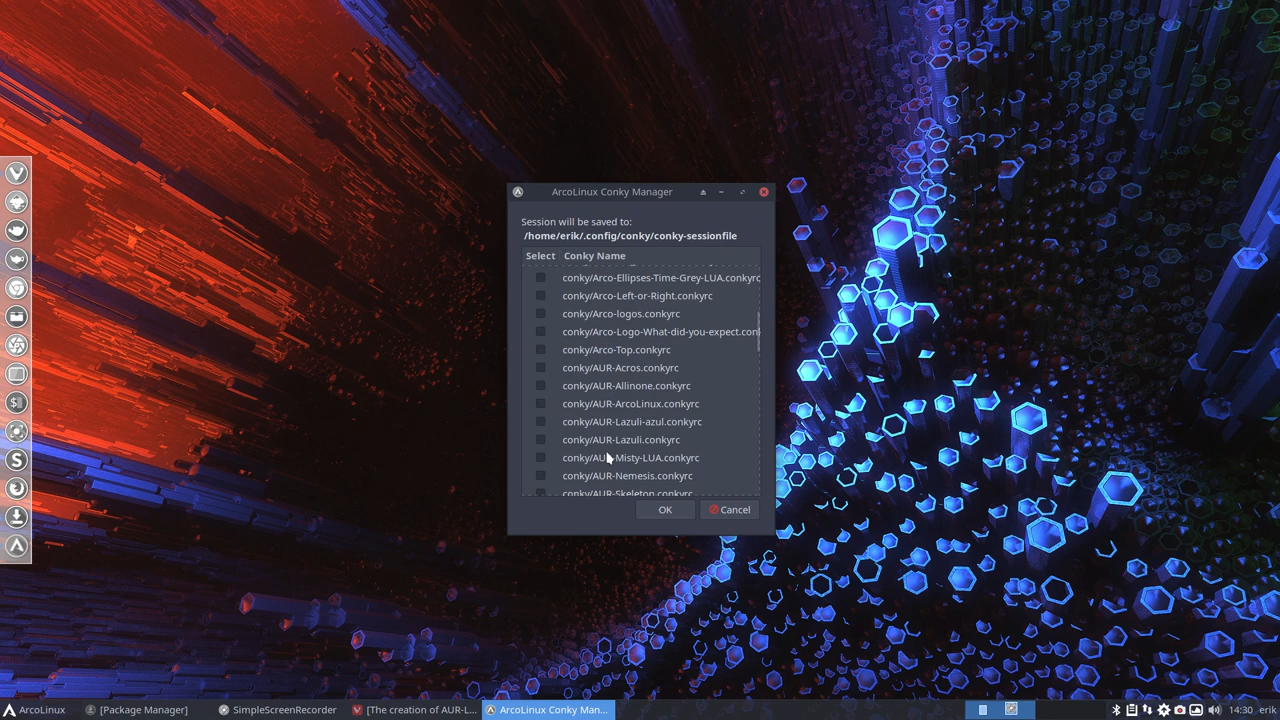 ArcoLinux Conky Manager
Session will be saved to:
/home/erik/.config/conky/conky-sessionfile
Select Conky Name
conky/Arco-Ellipses-Time-Grey-LUA.conkyrc
conky/Arco-Left-or-Right.conkyrc
conky/Arco-logos.conkyrc
conky/Arco-Logo-What-did-you-expect.con
conky/Arco-Top.conkyrc
conky/AUR-Acros.conkyrc
conky/AUR-Allinone.conkyrc
conky/AUR-ArcoLinux.conkyrc
conky/AUR-Lazuli-azul.conkyrc
conky/AUR-Lazuli.conkyrc
conky/AUR-Misty-LUA.conkyrc
conky/AUR-Nemesis.conkyrc
conky/AUR-Skeleton.conkyrc
OK Cancel
ArcoLinux [Package Manager] SimpleScreenRecorder [The creation of AUR-L... ArcoLinux Conky Man... 14:30 erik